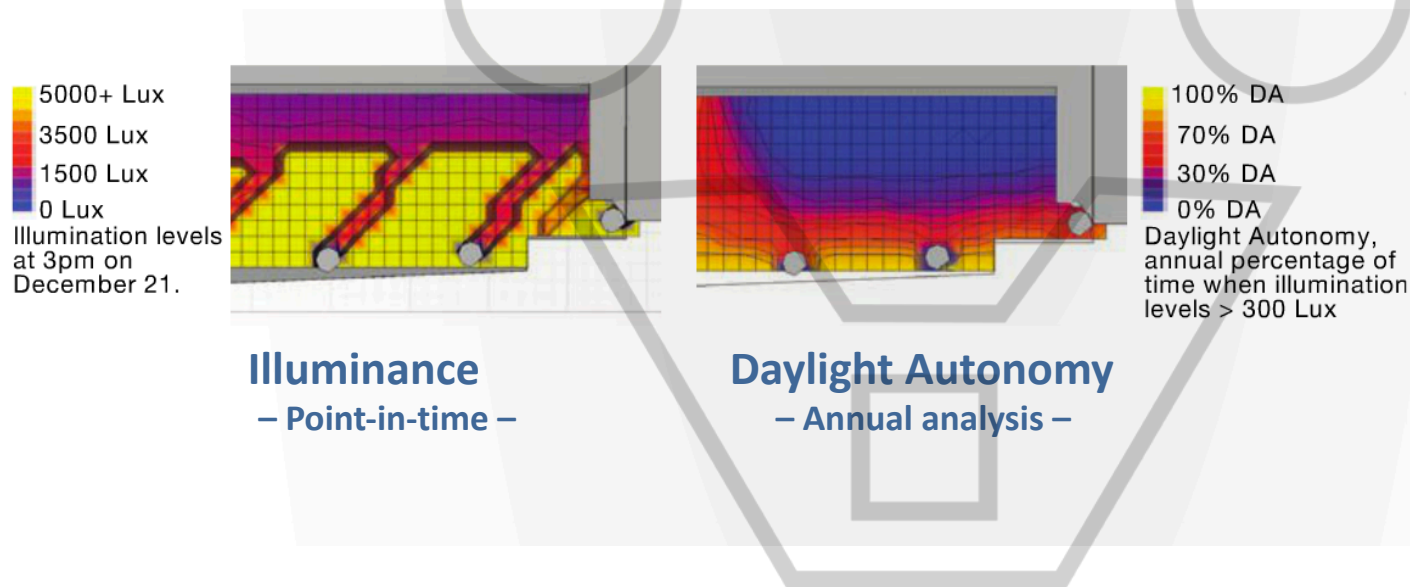 5000+ Lux
3500 Lux
1500 Lux
0 Lux
Illumination levels
at 3pm on
December 21.
100% DA
70% DA
30% DA
0% DA
Daylight Autonomy,
annual percentage of
time when illumination
levels > 300 Lux
Illuminance
– Point-in-time –
Daylight Autonomy
– Annual analysis –